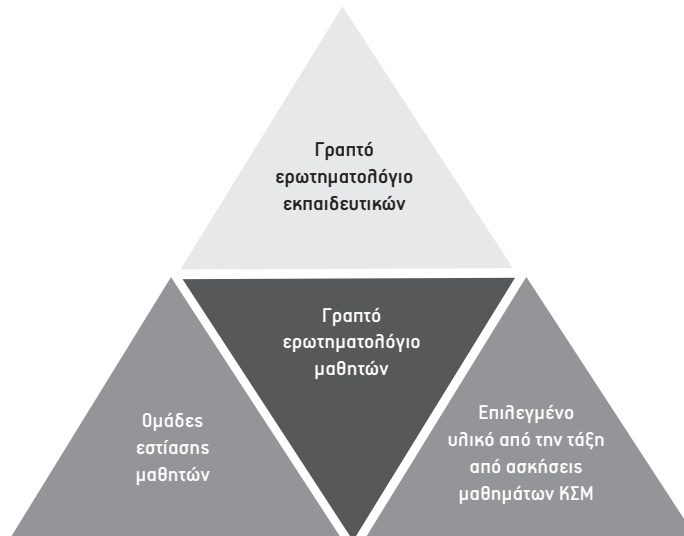 Γραπτό
ερωτηματολόγιο
εκπαιδευτικών
Γραπτό
ερωτηματολόγιο
μαθητών
Ομάδες
εστίασης
μαθητών
Επιλεγμένο
υλικό από την τάξη
από ασκήσεις
μαθημάτων ΚΣΜ